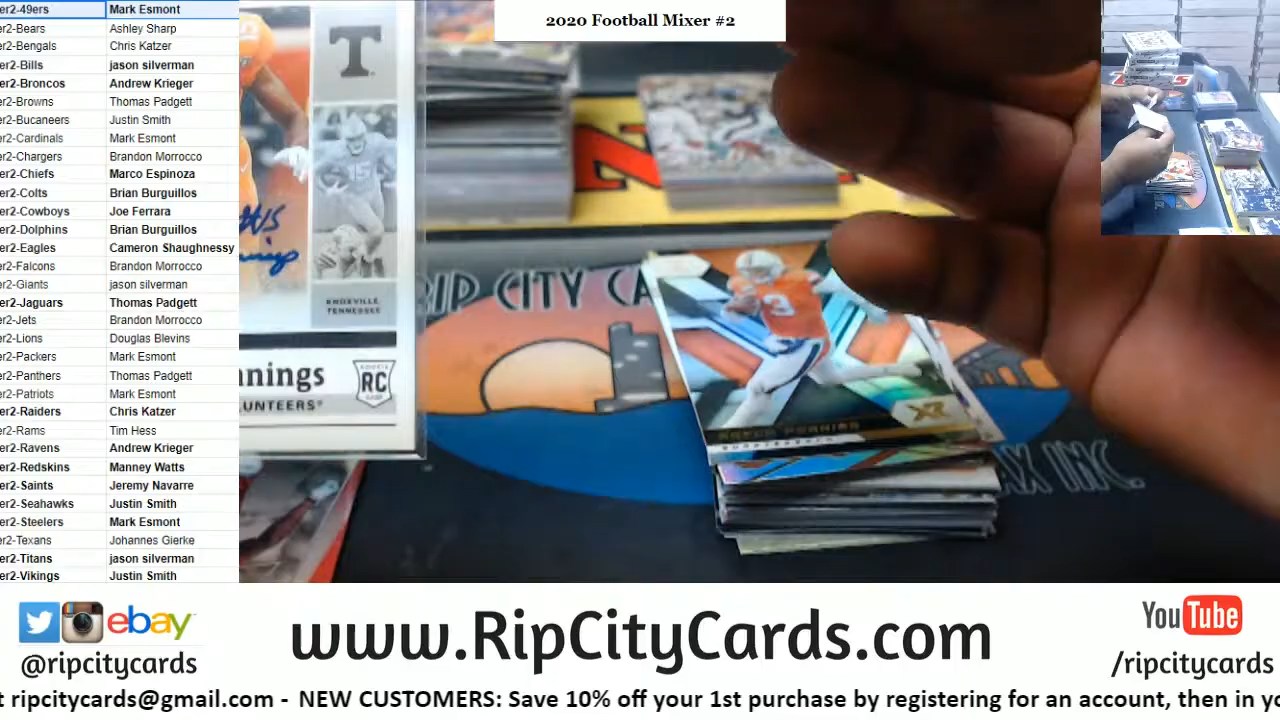 er2-49ers Mark Esmont
er2-Bears Ashley Sharp
er2-Bengals Chris Katzer
er2-Bills jason silverman
er2-Broncos Andrew Krieger
er2-Browns Thomas Padgett
er2-Bucaneers Justin Smith
er2-Cardinals Mark Esmont
er2-Chargers Brandon Morrocco
er2-Chiefs Marco Espinoza
er2-Colts Brian Burguillos
er2-Cowboys Joe Ferrara
er2-Dolphins Brian Burguillos
er2-Eagles Cameron Shaughnessy
er2-Falcons Brandon Morrocco
er2-Giants jason silverman
er2-Jaguars Thomas Padgett
er2-Jets Brandon Morrocco
er2-Lions Douglas Blevins
er2-Packers Mark Esmont
er2-Panthers Thomas Padgett
er2-Patriots Mark Esmont
er2-Raiders Chris Katzer
er2-Rams Tim Hess
er2-Ravens Andrew Krieger
er2-Redskins Manney Watts
er2-Saints Jeremy Navarre
er2-Seahawks Justin Smith
er2-Steelers Mark Esmont
er2-Texans Johannes Gierke
er2-Titans jason silverman
er2-Vikings Justin Smith
2020 Football Mixer #2
T
KNOXVILLE,
TENNESSEE
nnings
UNTEERS
ROOKIE
RC
RIP CITY CA
XR
AX INC.
ebay
@ripcitycards
www.RipCityCards.com
YouTube
/ripcitycards
t ripcitycards@gmail.com - NEW CUSTOMERS: Save 10% off your 1st purchase by registering for an account, then in yo